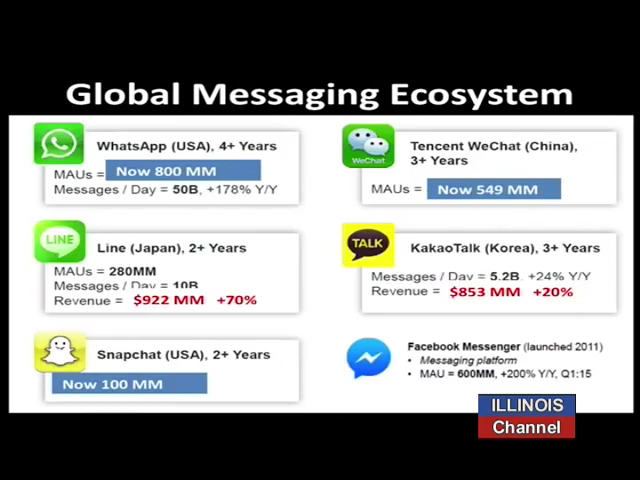 Global Messaging Ecosystem
WhatsApp (USA), 4+ Years
MAUs = Now 800 MM
Messages / Day = 50B, +178% Y/Y
WeChat
Tencent WeChat (China),
3+ Years
MAUs = Now 549 MM
LINE
Line (Japan), 2+ Years
MAUs = 280MM
Messages / Day = 10B
Revenue = $922 MM +70%
TALK
KakaoTalk (Korea), 3+ Years
Messages / Day = 5.2B, +24% Y/Y
Revenue = $853 MM +20%
Snapchat (USA), 2+ Years
Now 100 MM
Facebook Messenger (launched 2011)
• Messaging platform
• MAU = 600MM, +200% Y/Y, Q1:15
ILLINOIS
Channel